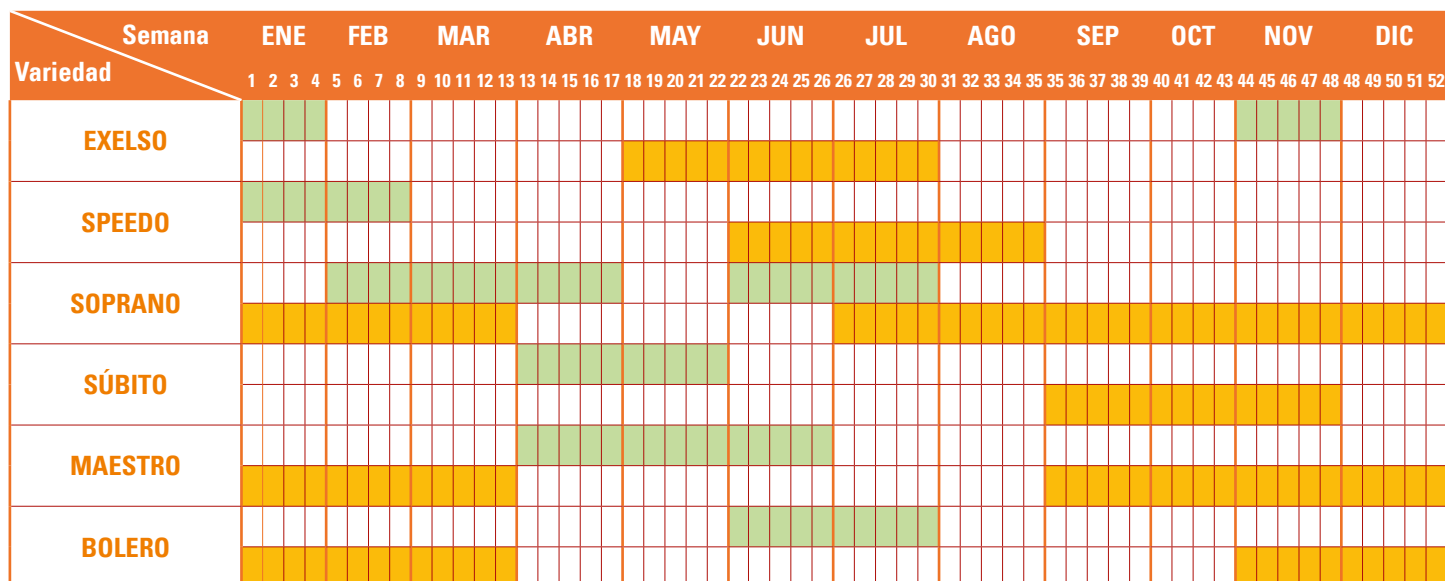 Semana ENE FEB MAR ABR MAY JUN JUL AGO SEP OCT NOV DIC
Variedad 1 2 3 4 5 6 7 8 9 10 11 12 13 13 14 15 16 17 18 19 20 21 22 22 23 24 25 26 26 27 28 29 30 31 32 33 34 35 35 36 37 38 39 40 41 42 43 44 45 46 47 48 48 49 50 51 52
EXELSO
SPEEDO
SOPRANO
SÚBITO
MAESTRO
BOLERO